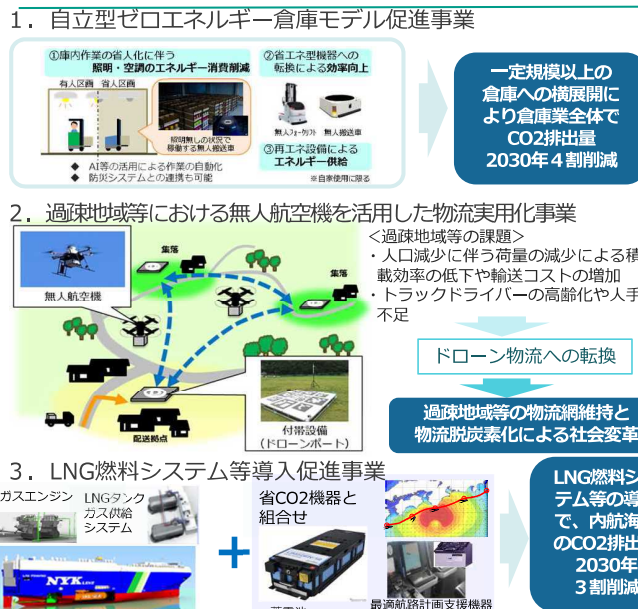 1．自立型ゼロエネルギー倉庫モデル促進事業
①庫内作業の省人化に伴う
照明・空調のエネルギー消費削減
有人区画 省人区画
照明無しの状況で
稼働する無人搬送車
◆ AI等の活用による作業の自動化
◆ 防災システムとの連携も可能
②省エネ型機器への
転換による効率向上
無人フォークリフト 無人搬送車
③再エネ設備による
エネルギー供給
※自家使用に限る
一定規模以上の
倉庫への横展開に
より倉庫業全体で
CO2排出量
2030年４割削減
2．過疎地域等における無人航空機を活用した物流実用化事業
無人航空機
集落
集落
配送拠点
付帯設備
（ドローンポート）
＜過疎地域等の課題＞
・人口減少に伴う荷量の減少による積
載効率の低下や輸送コストの増加
・トラックドライバーの高齢化や人手
不足
ドローン物流への転換
過疎地域等の物流網維持と
物流脱炭素化による社会変革
3．LNG燃料システム等導入促進事業
ガスエンジン
LNGタンク
ガス供給
システム
NYK LINE
＋
省CO2機器と
組合せ
最適航路計画支援機器
LNG燃料シ
テム等の導
で、内航海
のCO2排出
2030年
３割削減